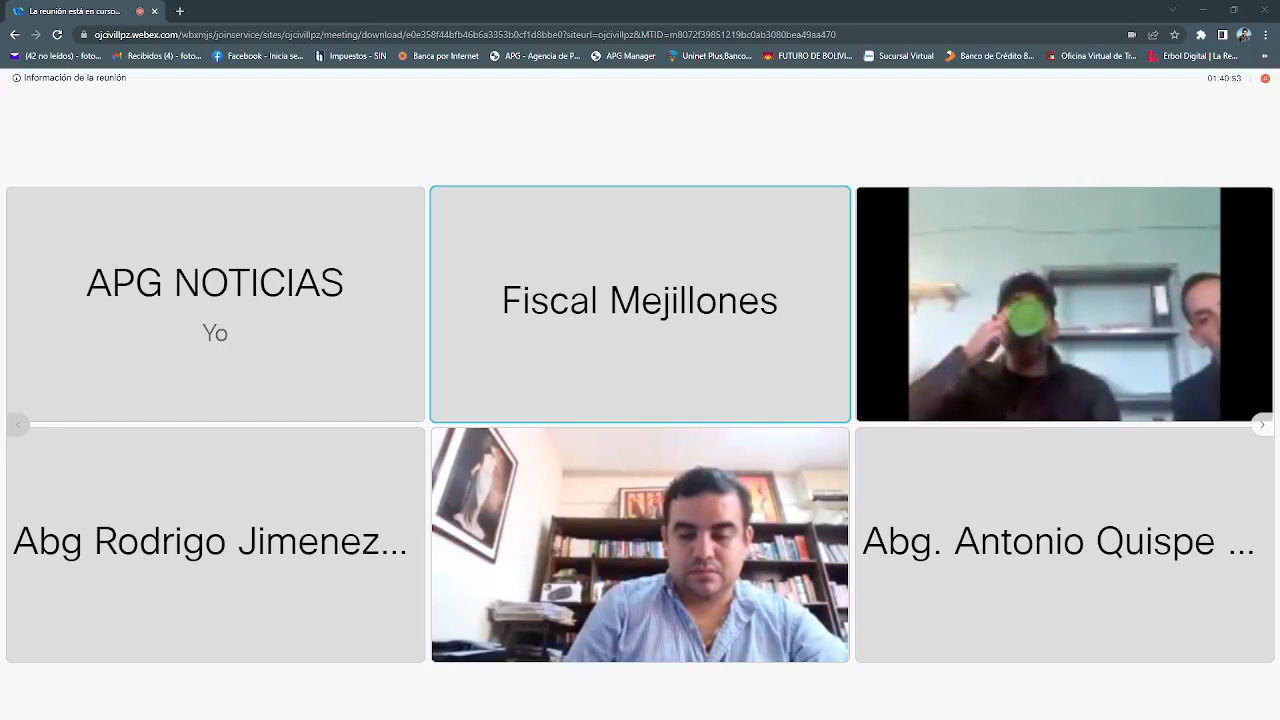 La reunión está en curso...
ojcivillpz.webex.com/wbxmjs/joinservice/sites/ojcivillpz/meeting/download/e0e358f44fb46b6a3353b0cf1d9bbe0?siteurl=ojcivillpz&MTID=m8072f39851219bc0ab3080bea49aa470
(42 no leídos) - foto...
Recibidos (4) - foto...
Facebook - Inicia se...
Impuestos - SIN
Banca por Internet
APG - Agencia de P...
APG Manager
Uninet Plus,Banco...
FUTURO DE BOLIVI...
Sucursal Virtual
Banco de Crédito B...
Oficina Virtual de Tr...
Erbol Digital | La Re...
Información de la reunión
01:40:53
APG NOTICIAS
Yo
Fiscal Mejillones
Abg Rodrigo Jimenez...
Abg. Antonio Quispe ...